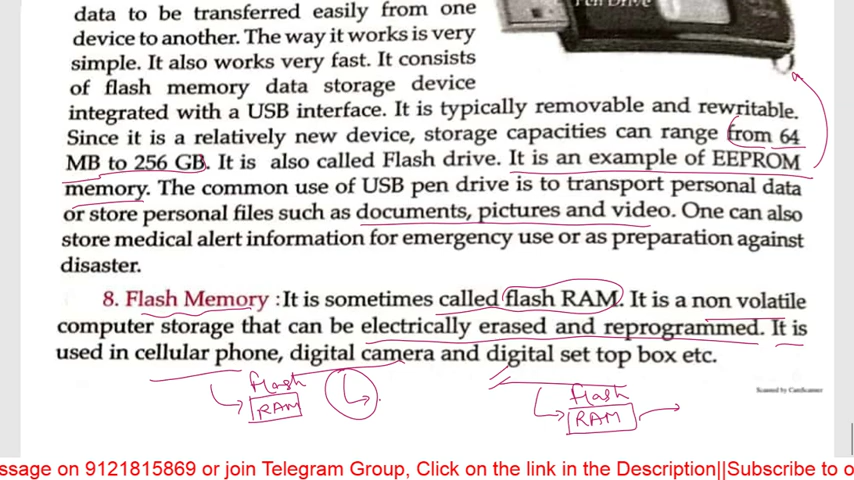 data to be transferred easily from one
device to another. The way it works is very
simple. It also works very fast. It consists
of flash memory data storage device
integrated with a USB interface. It is typically removable and rewritable.
Since it is a relatively new device, storage capacities can range from 64
MB to 256 GB. It is also called Flash drive. It is an example of EEPROM
memory. The common use of USB pen drive is to transport personal data
or store personal files such as documents, pictures and video. One can also
store medical alert information for emergency use or as preparation against
disaster.
8. Flash Memory : It is sometimes called flash RAM. It is a non volatile
computer storage that can be electrically erased and reprogrammed. It is
used in cellular phone, digital camera and digital set top box etc.
flash
RAM
flash
RAM
Scanned by CamScanner
ssage on 9121815869 or join Telegram Group, Click on the link in the Description||Subscribe to o